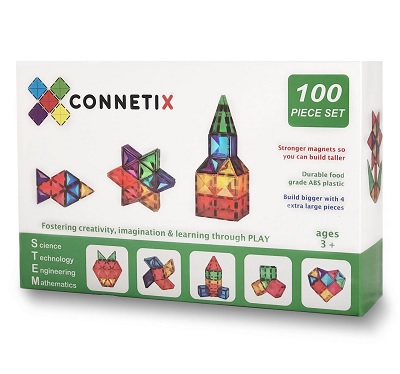 CONNETIX
100
PIECE SET
Stronger magnets so
you can build taller
Durable food
grade ABS plastic
Build bigger with 4
extra large pieces
Fostering creativity, imagination & learning through PLAY
ages
3 +
Science
Technology
Engineering
Mathematics